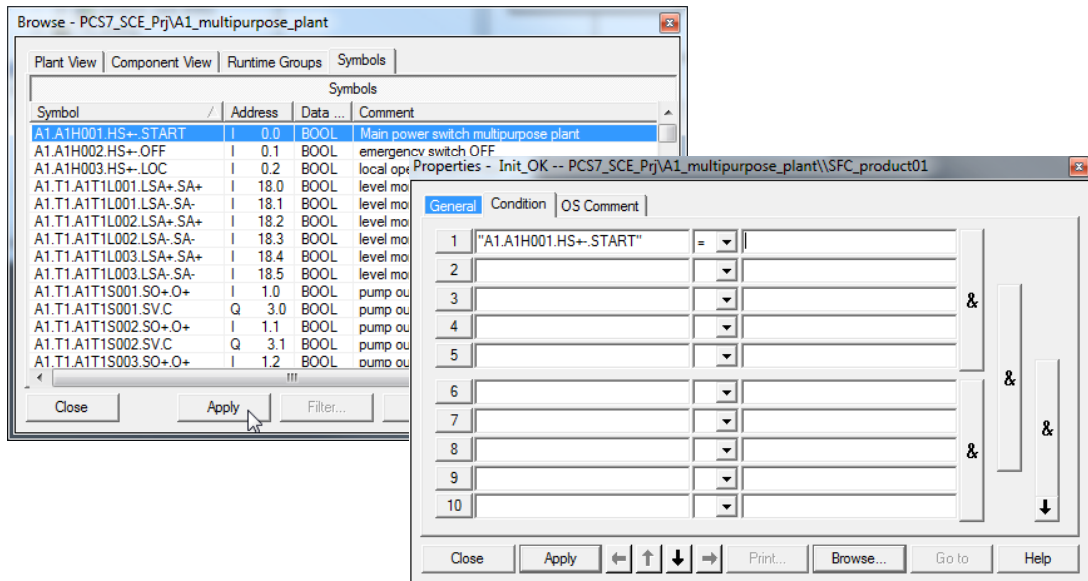 Browse - PCS7_SCE_Prj\A1_multipurpose_plant
Plant View Component View Runtime Groups Symbols
Symbols
Symbol / Address Data ... Comment
A1.A1H001.HS+-.START I 0.0 BOOL Main power switch multipurpose plant
A1.A1H002.HS+-.OFF I 0.1 BOOL emergency switch OFF
A1.A1H003.HS+-.LOC I 0.2 BOOL local ope
A1.T1.A1T1L001.LSA+.SA+ I 18.0 BOOL level mo
A1.T1.A1T1L001.LSA-.SA- I 18.1 BOOL level mo
A1.T1.A1T1L002.LSA+.SA+ I 18.2 BOOL level mo
A1.T1.A1T1L002.LSA-.SA- I 18.3 BOOL level mo
A1.T1.A1T1L003.LSA+.SA+ I 18.4 BOOL level mo
A1.T1.A1T1L003.LSA-.SA- I 18.5 BOOL level mo
A1.T1.A1T1S001.SO+.O+ I 1.0 BOOL pump ou
A1.T1.A1T1S001.SV.C Q 3.0 BOOL pump ou
A1.T1.A1T1S002.SO+.O+ I 1.1 BOOL pump ou
A1.T1.A1T1S002.SV.C Q 3.1 BOOL pump ou
A1.T1.A1T1S003.SO+.O+ I 1.2 BOOL pump ou
Close Apply Filter...
Properties - Init_OK -- PCS7_SCE_Prj\A1_multipurpose_plant\\SFC_product01
General Condition OS Comment
1 "A1.A1H001.HS+-.START" =
2
3 &
4
5
6 &
7
8 & &
9
10
Close Apply Print... Browse... Go to Help